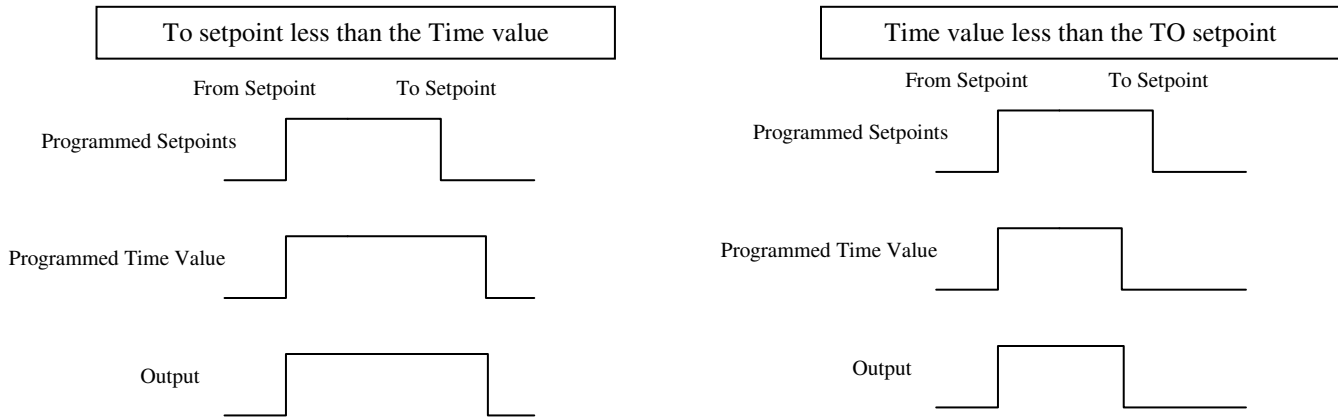 To setpoint less than the Time value
From Setpoint To Setpoint
Programmed Setpoints
Programmed Time Value
Output
Time value less than the TO setpoint
From Setpoint To Setpoint
Programmed Setpoints
Programmed Time Value
Output